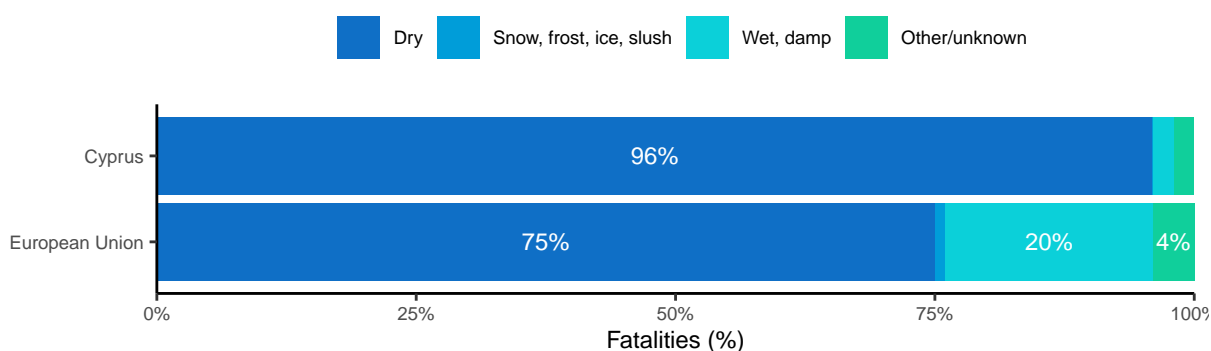 Dry Snow, frost, ice, slush Wet, damp Other/unknown
Cyprus 96%
European Union 75% 20% 4%
0% 25% 50% 75% 100%
Fatalities (%)